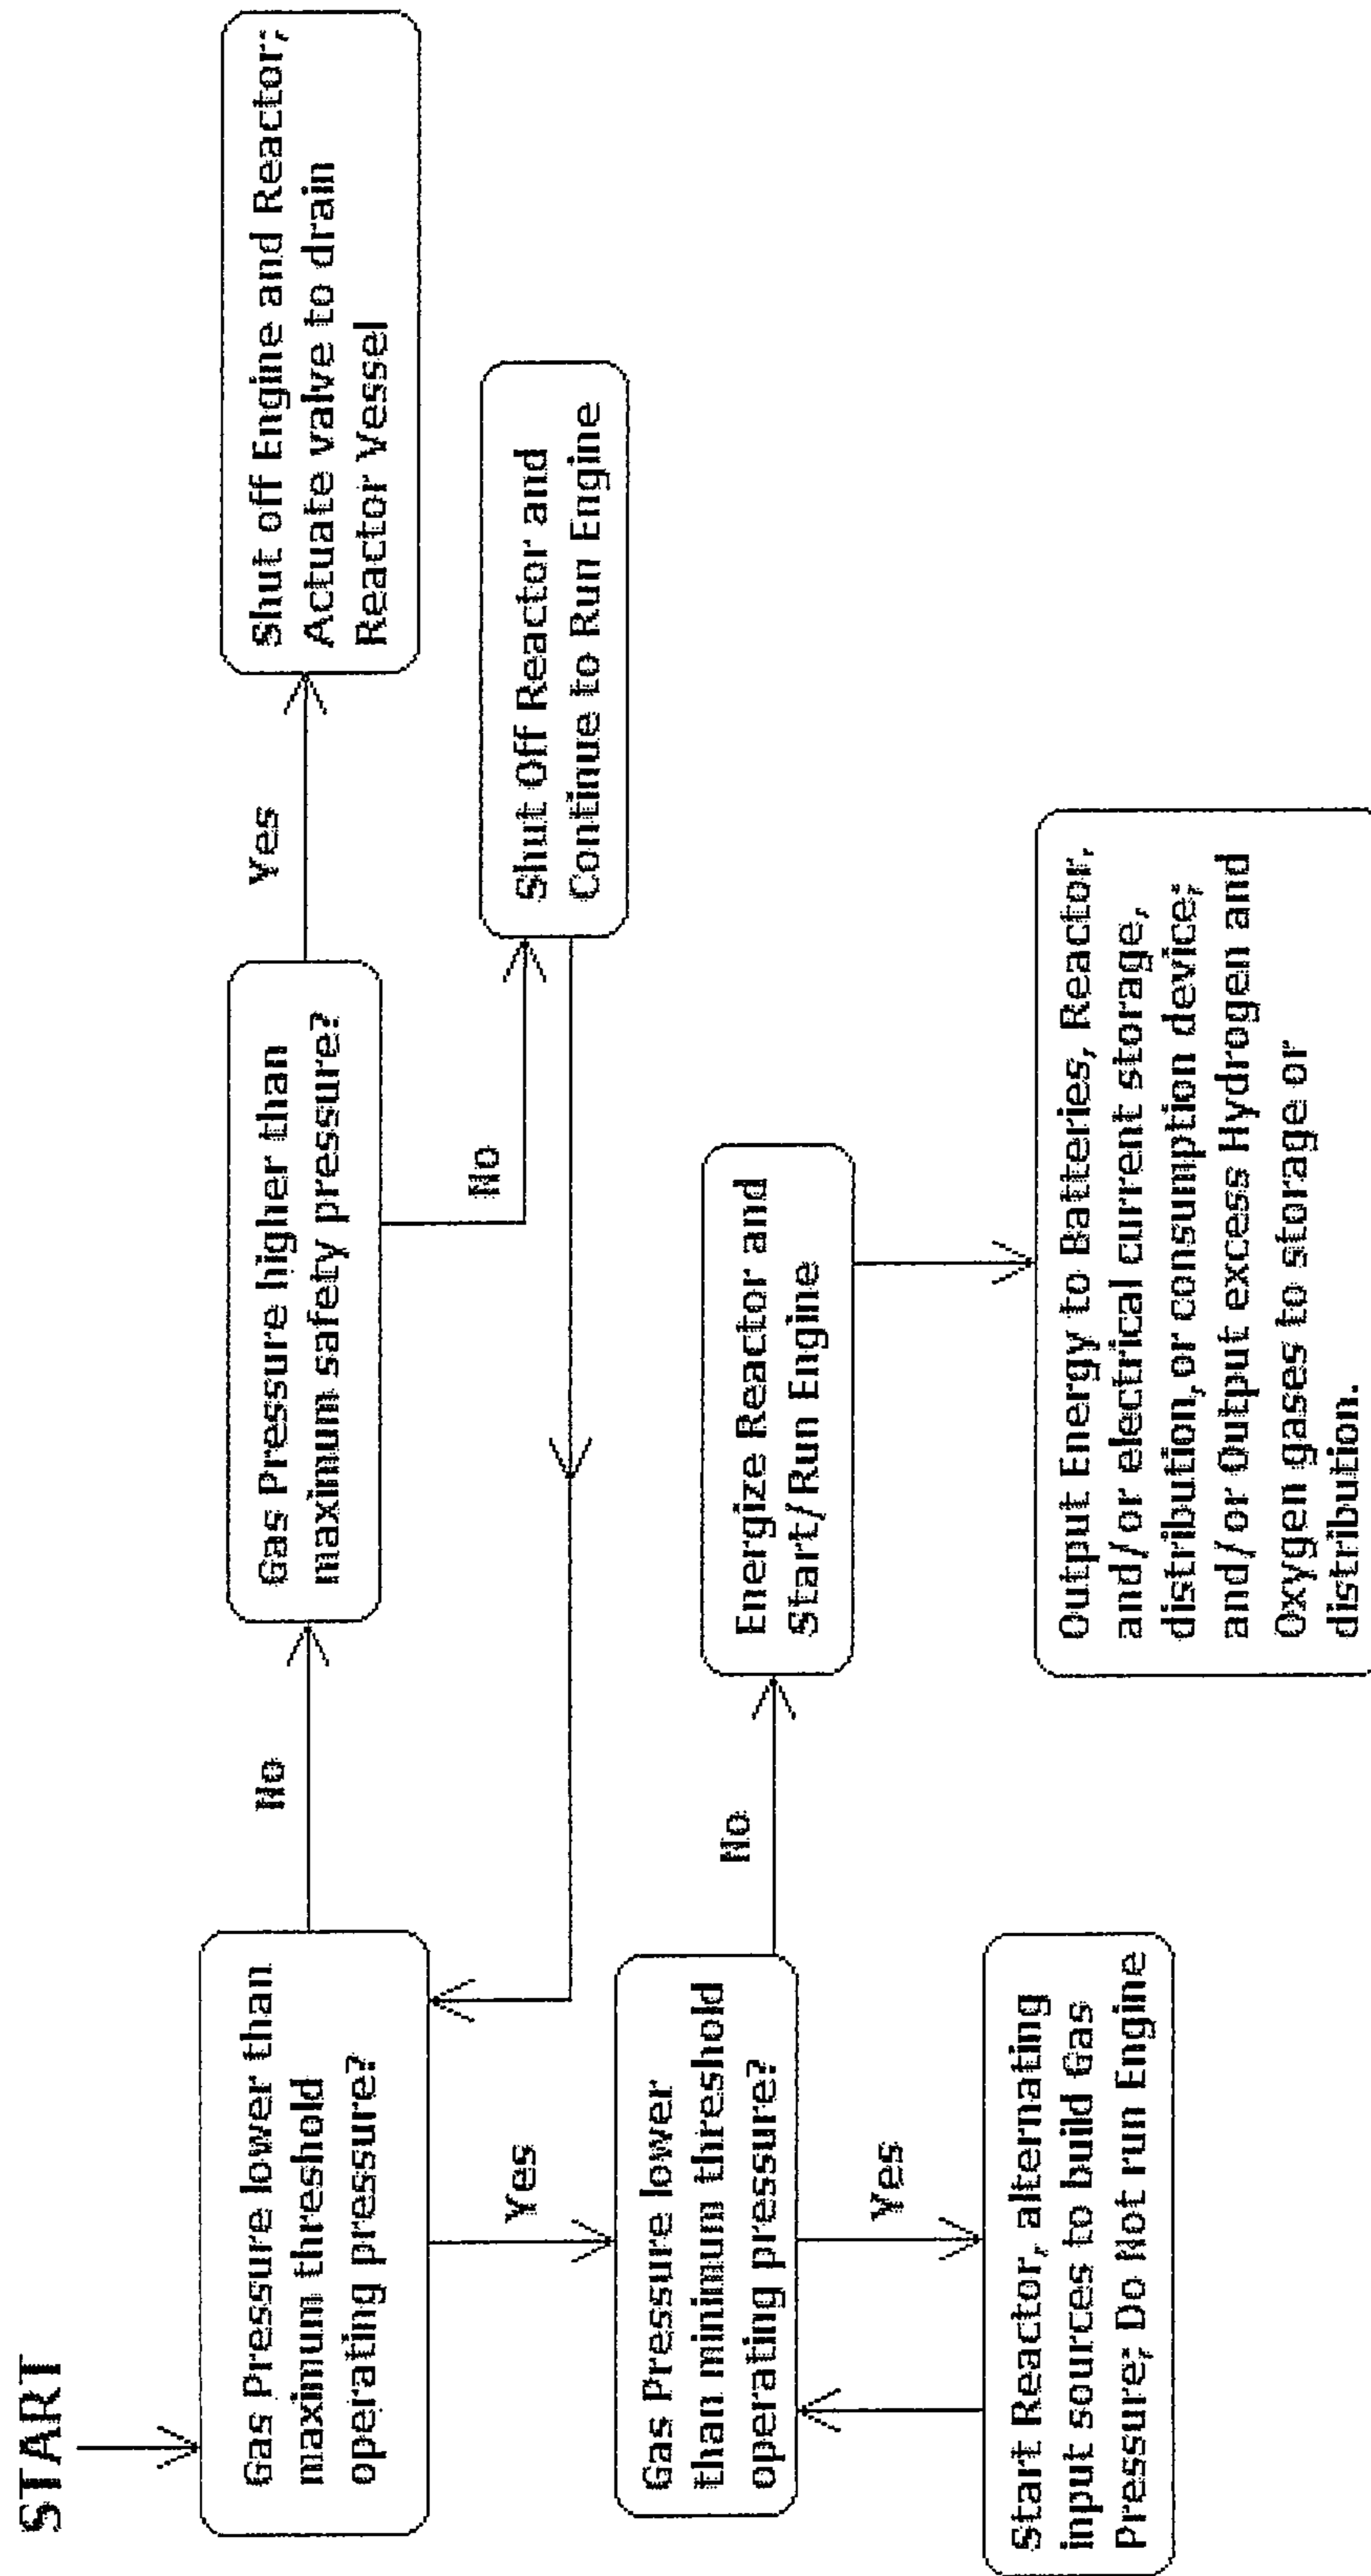 START
Gas Pressure lower than
maximum threshold
operating pressure?
No
Gas Pressure higher than
maximum safety pressure?
Yes
Shut off Engine and Reactor;
Actuate valve to drain
Reactor Vessel
No
Shut off Reactor and
Continue to Run Engine
Yes
Gas Pressure lower
than minimum threshold
operating pressure?
No
Energize Reactor and
Start/Run Engine
Yes
Start Reactor, alternating
input sources to build Gas
Pressure; Do Not run Engine
Output Energy to Batteries, Reactor,
and/or electrical current storage,
distribution, or consumption device;
and/or Output excess Hydrogen and
Oxygen gases to storage or
distribution.